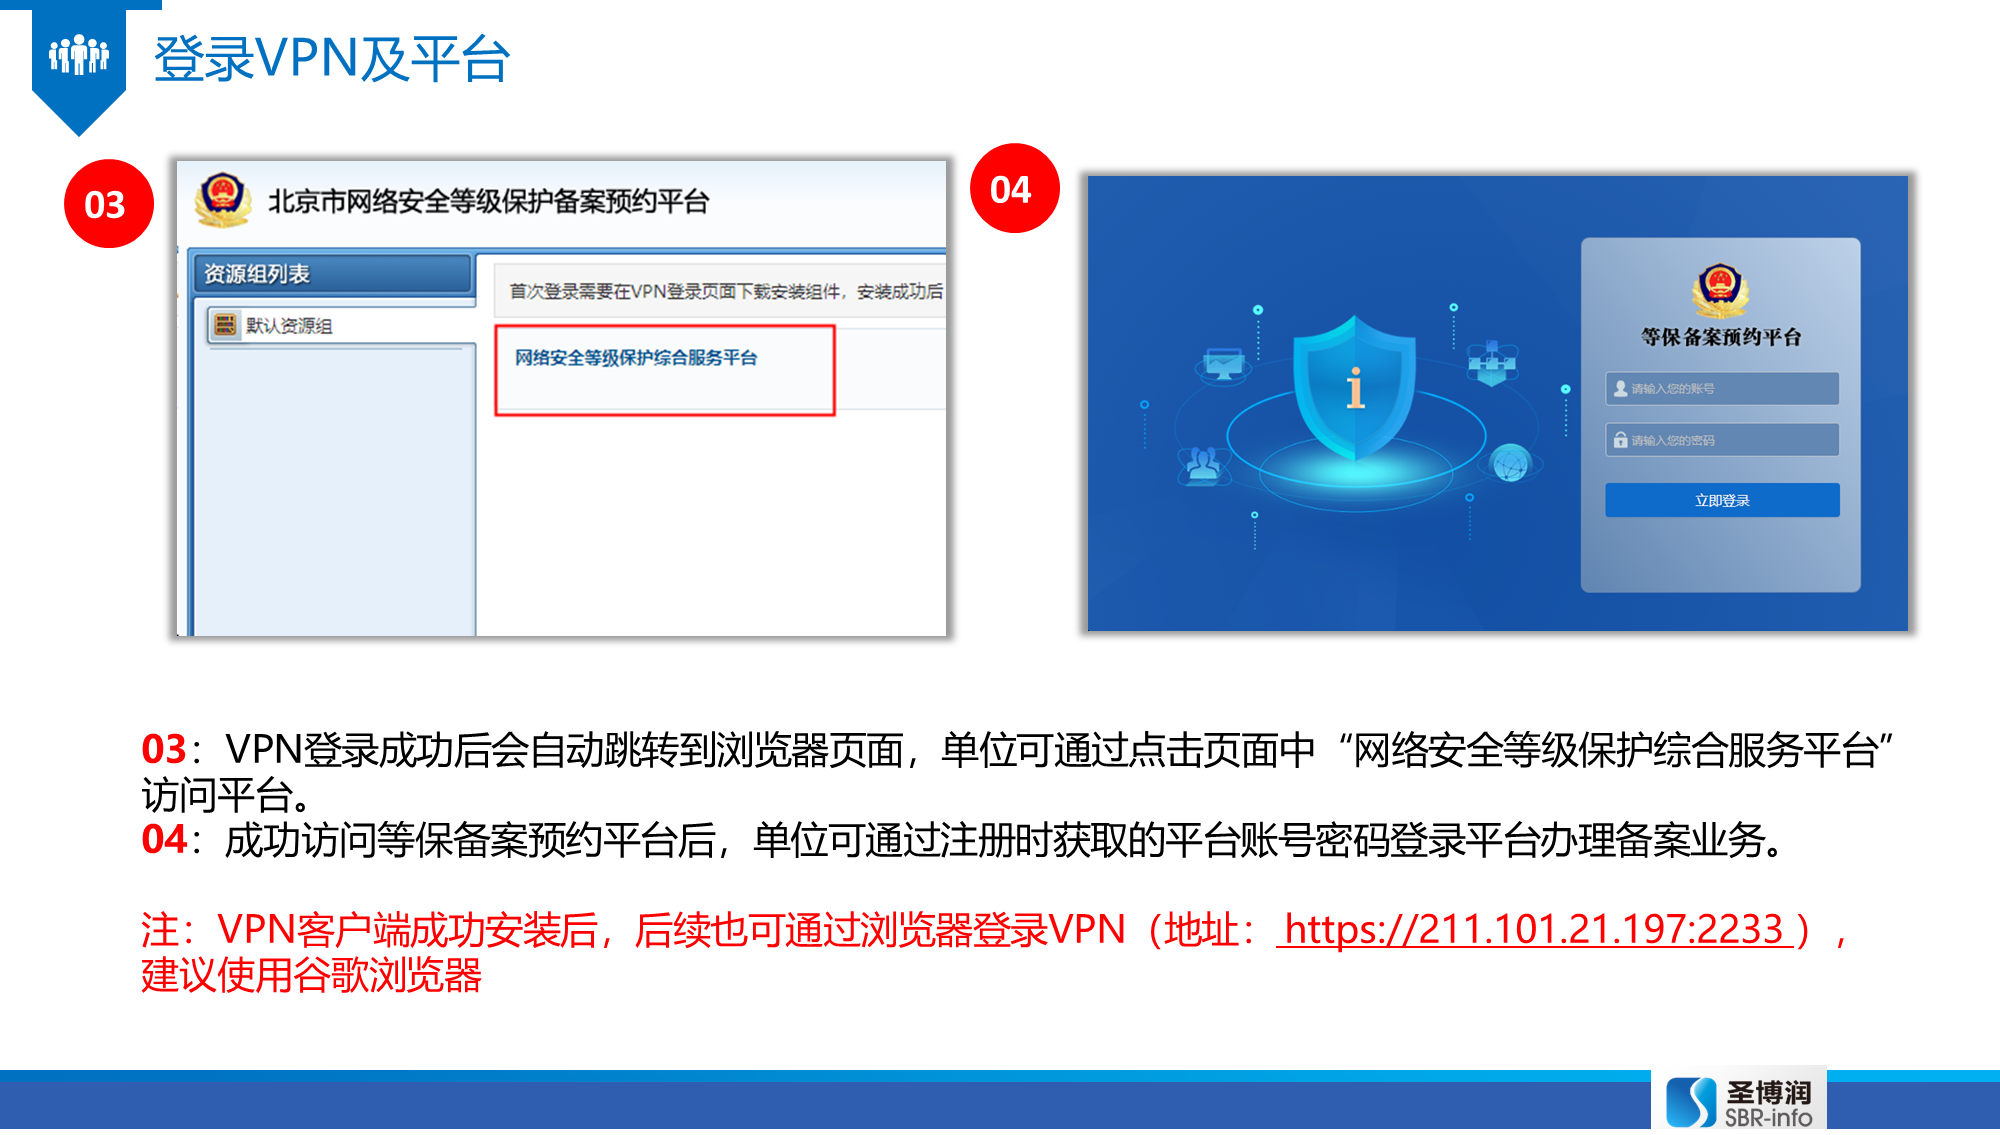 登录VPN及平台
03
北京市网络安全等级保护备案预约平台
资源组列表
默认资源组
首次登录需要在VPN登录页面下载安装组件，安装成功后
网络安全等级保护综合服务平台
04
等保备案预约平台
请输入您的账号
请输入您的密码
立即登录
03：VPN登录成功后会自动跳转到浏览器页面，单位可通过点击页面中“网络安全等级保护综合服务平台”
访问平台。
04：成功访问等保备案预约平台后，单位可通过注册时获取的平台账号密码登录平台办理备案业务。
注：VPN客户端成功安装后，后续也可通过浏览器登录VPN（地址： https://211.101.21.197:2233 ），
建议使用谷歌浏览器
圣博润
SBR-info